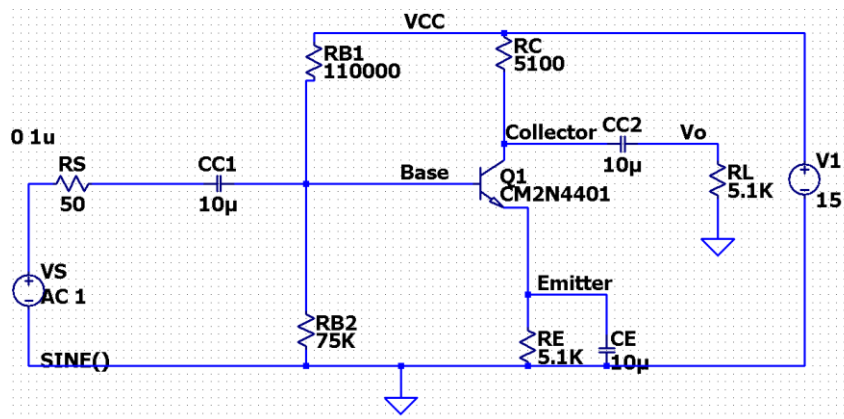 VCC
RB1
110000
RC
5100
0 1u
RS
50
CC1
10µ
Base
Collector
CC2
10µ
Vo
Q1
CM2N4401
RL
5.1K
V1
15
VS
AC 1
SINE()
RB2
75K
Emitter
RE
5.1K
CE
10µ